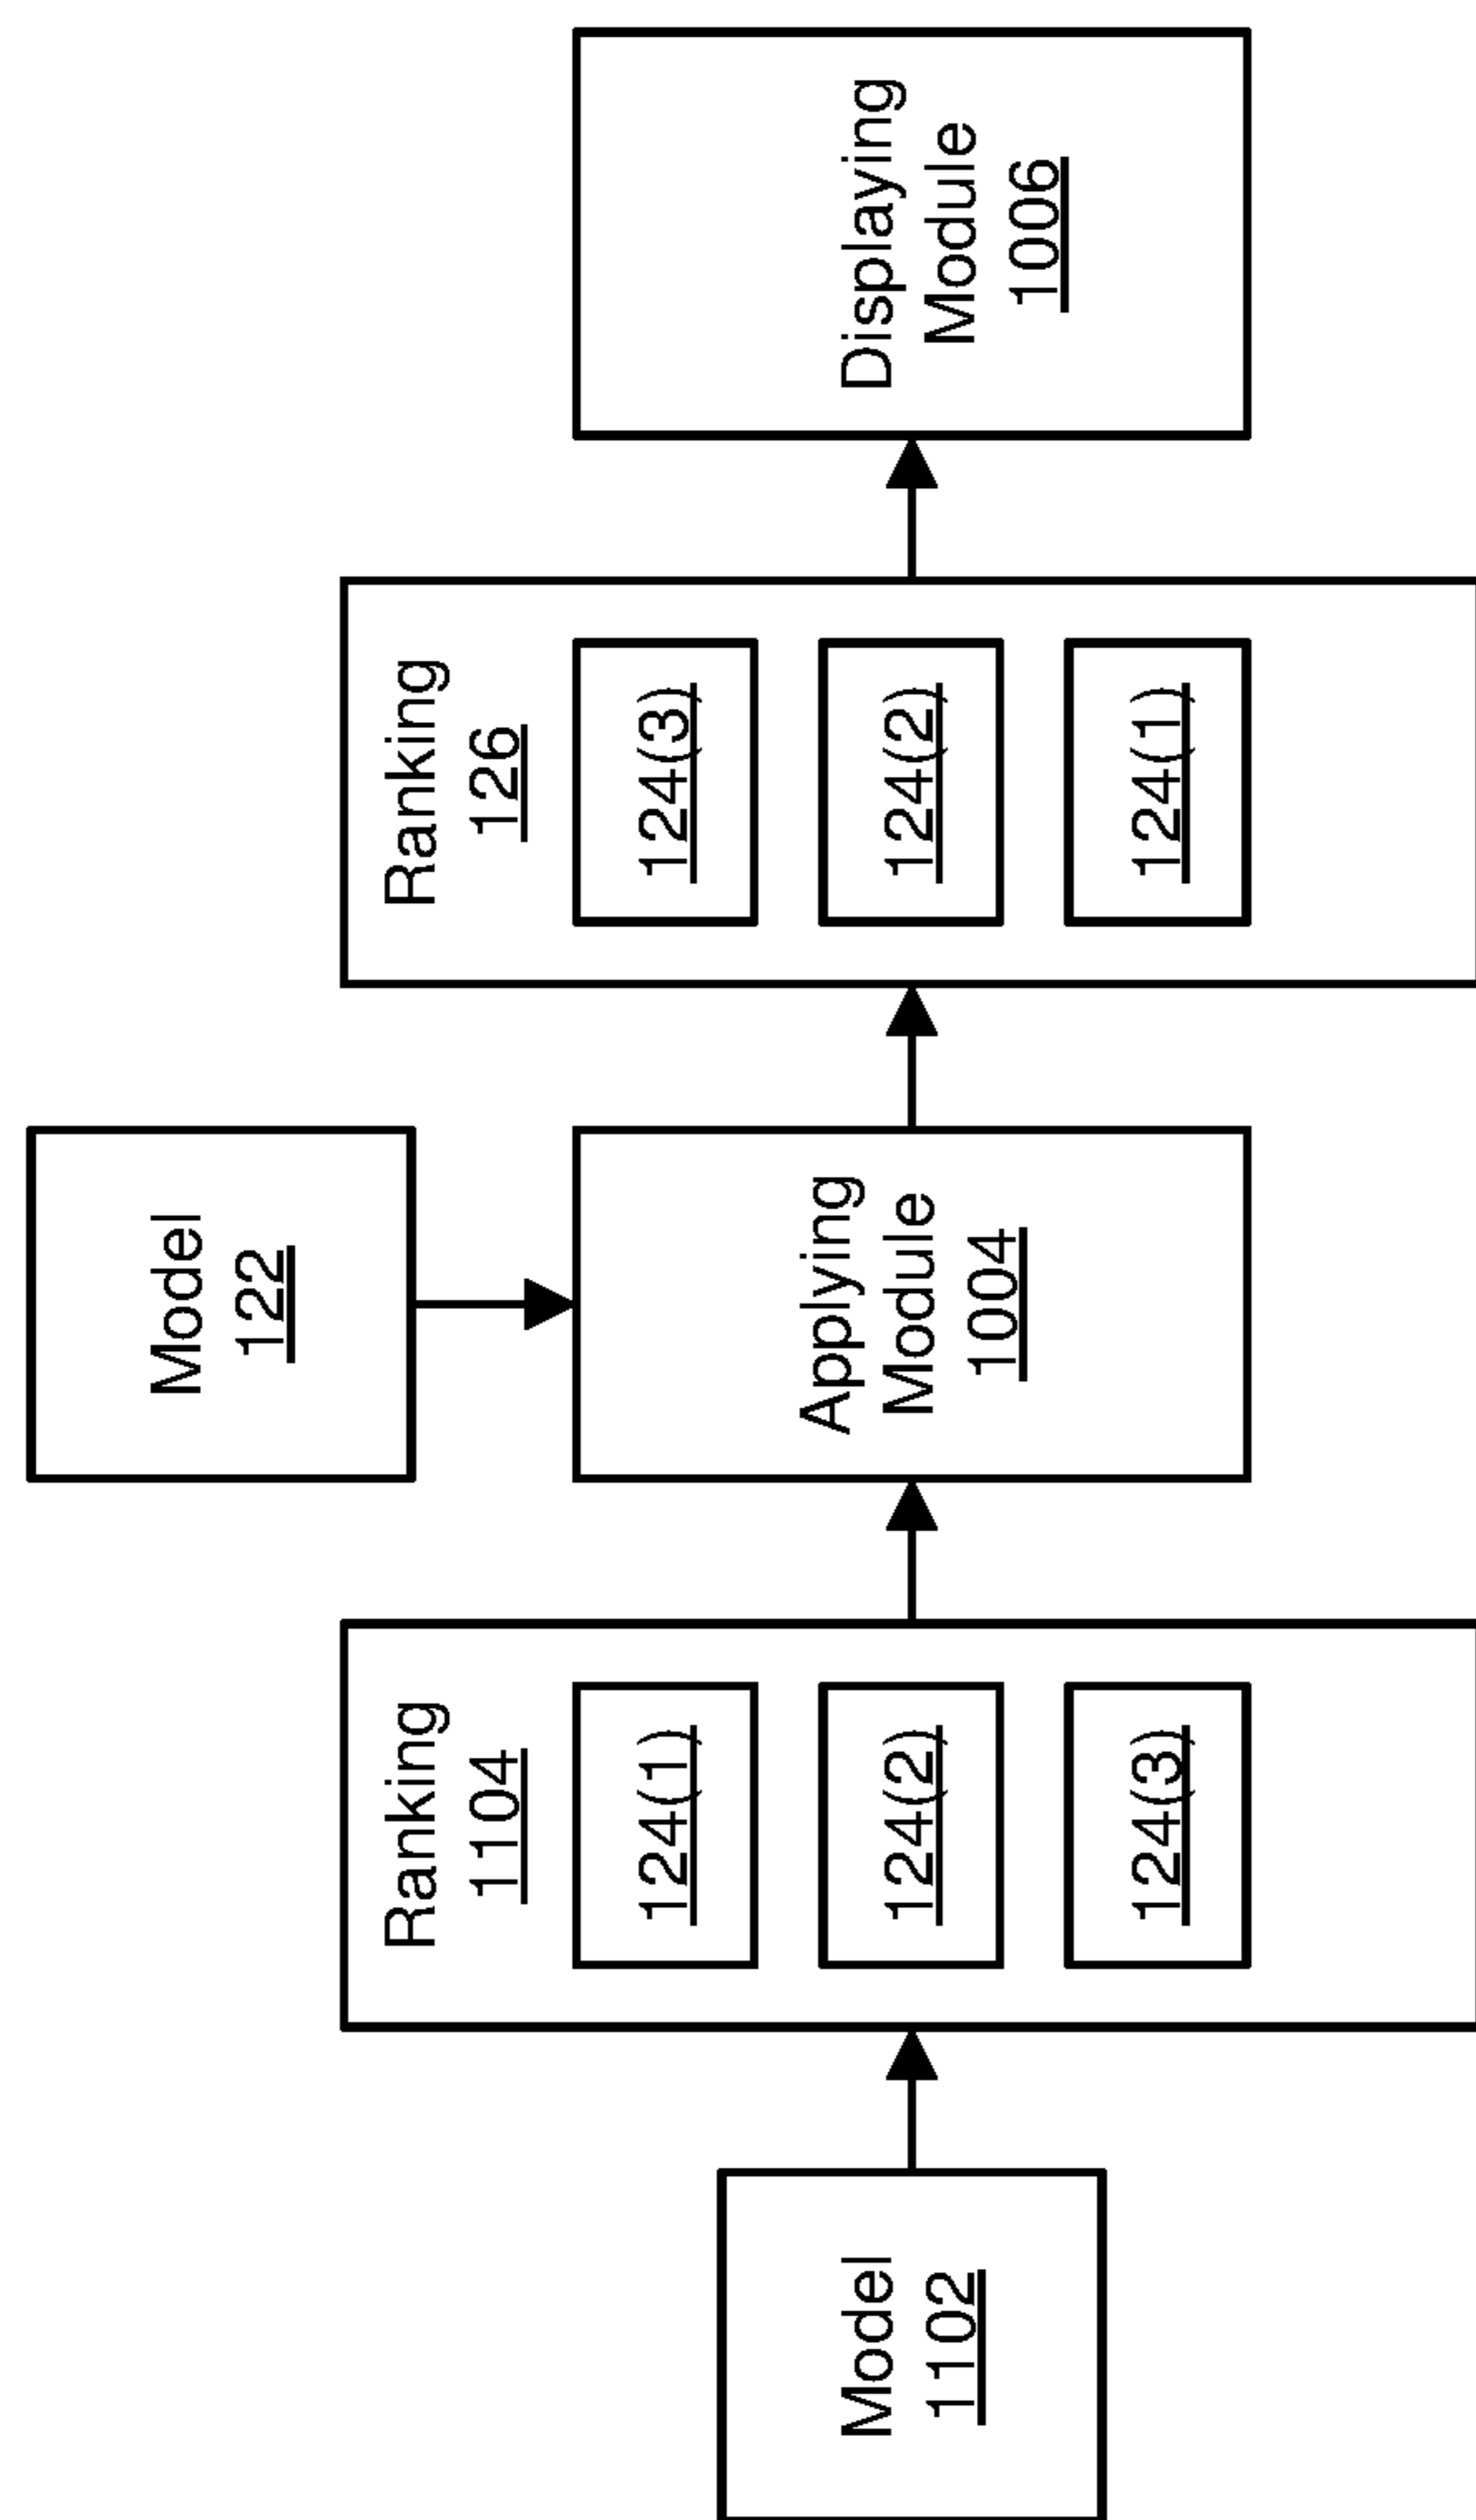 Model
1102
Ranking
1104
124(1)
124(2)
124(3)
Model
122
Applying
Module
1004
Ranking
126
124(3)
124(2)
124(1)
Displaying
Module
1006